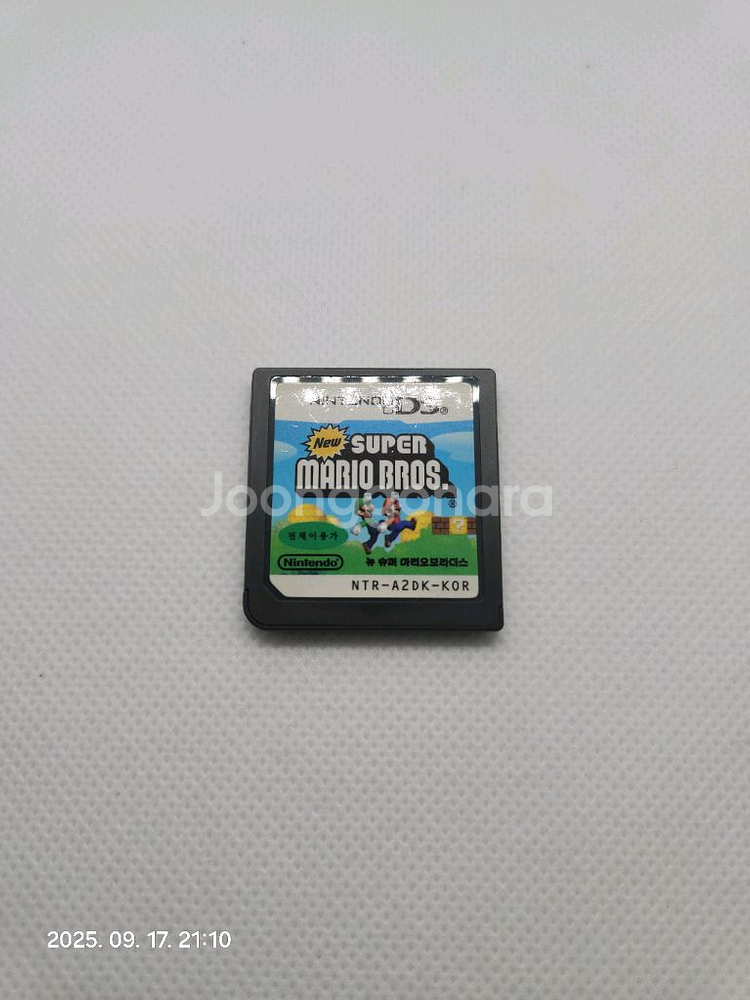 NINTENDO DS®
New SUPER
MARIO BROS.
®
Joonggonara
전체이용가
Nintendo®
뉴 슈퍼 마리오브라더스
NTR-A2DK-KOR
2025. 09. 17. 21:10